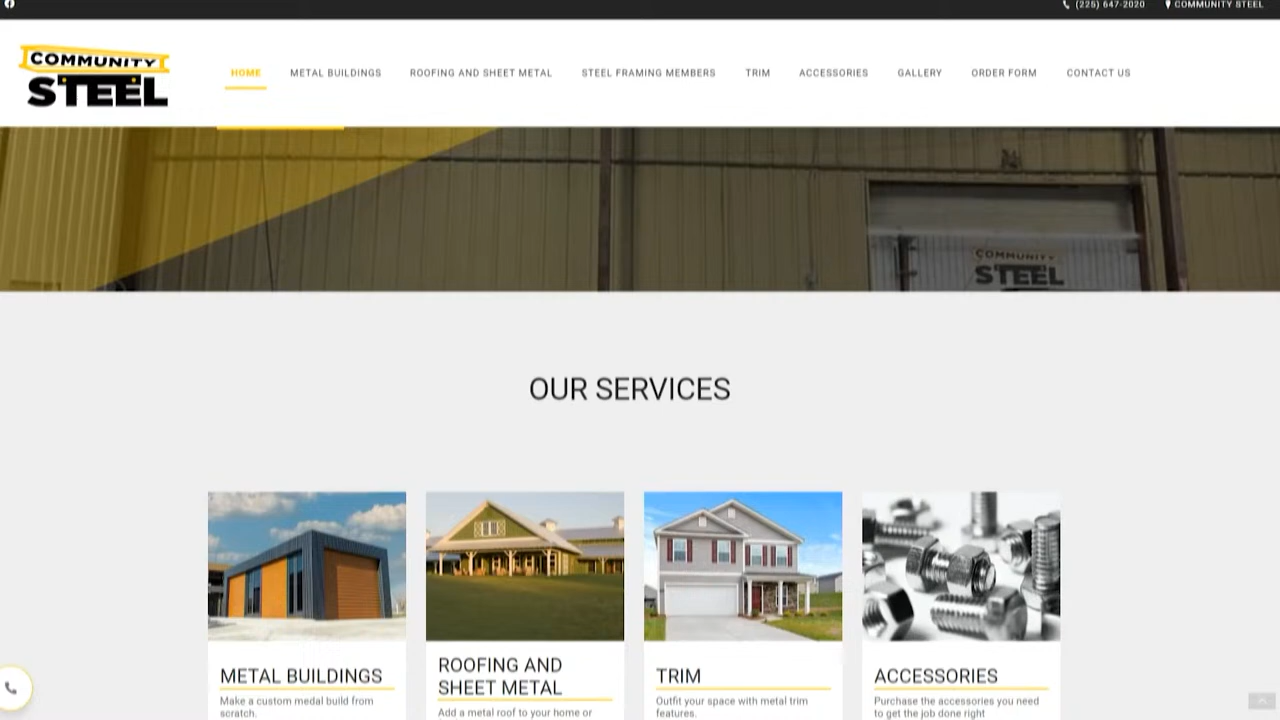 (225) 647-2020
COMMUNITY STEEL
COMMUNITY
STEEL
HOME
METAL BUILDINGS
ROOFING AND SHEET METAL
STEEL FRAMING MEMBERS
TRIM
ACCESSORIES
GALLERY
ORDER FORM
CONTACT US
COMMUNITY
STEEL
OUR SERVICES
METAL BUILDINGS
Make a custom medal build from
scratch.
ROOFING AND
SHEET METAL
Add a metal roof to your home or
TRIM
Outfit your space with metal trim
features.
ACCESSORIES
Purchase the accessories you need
to get the job done right